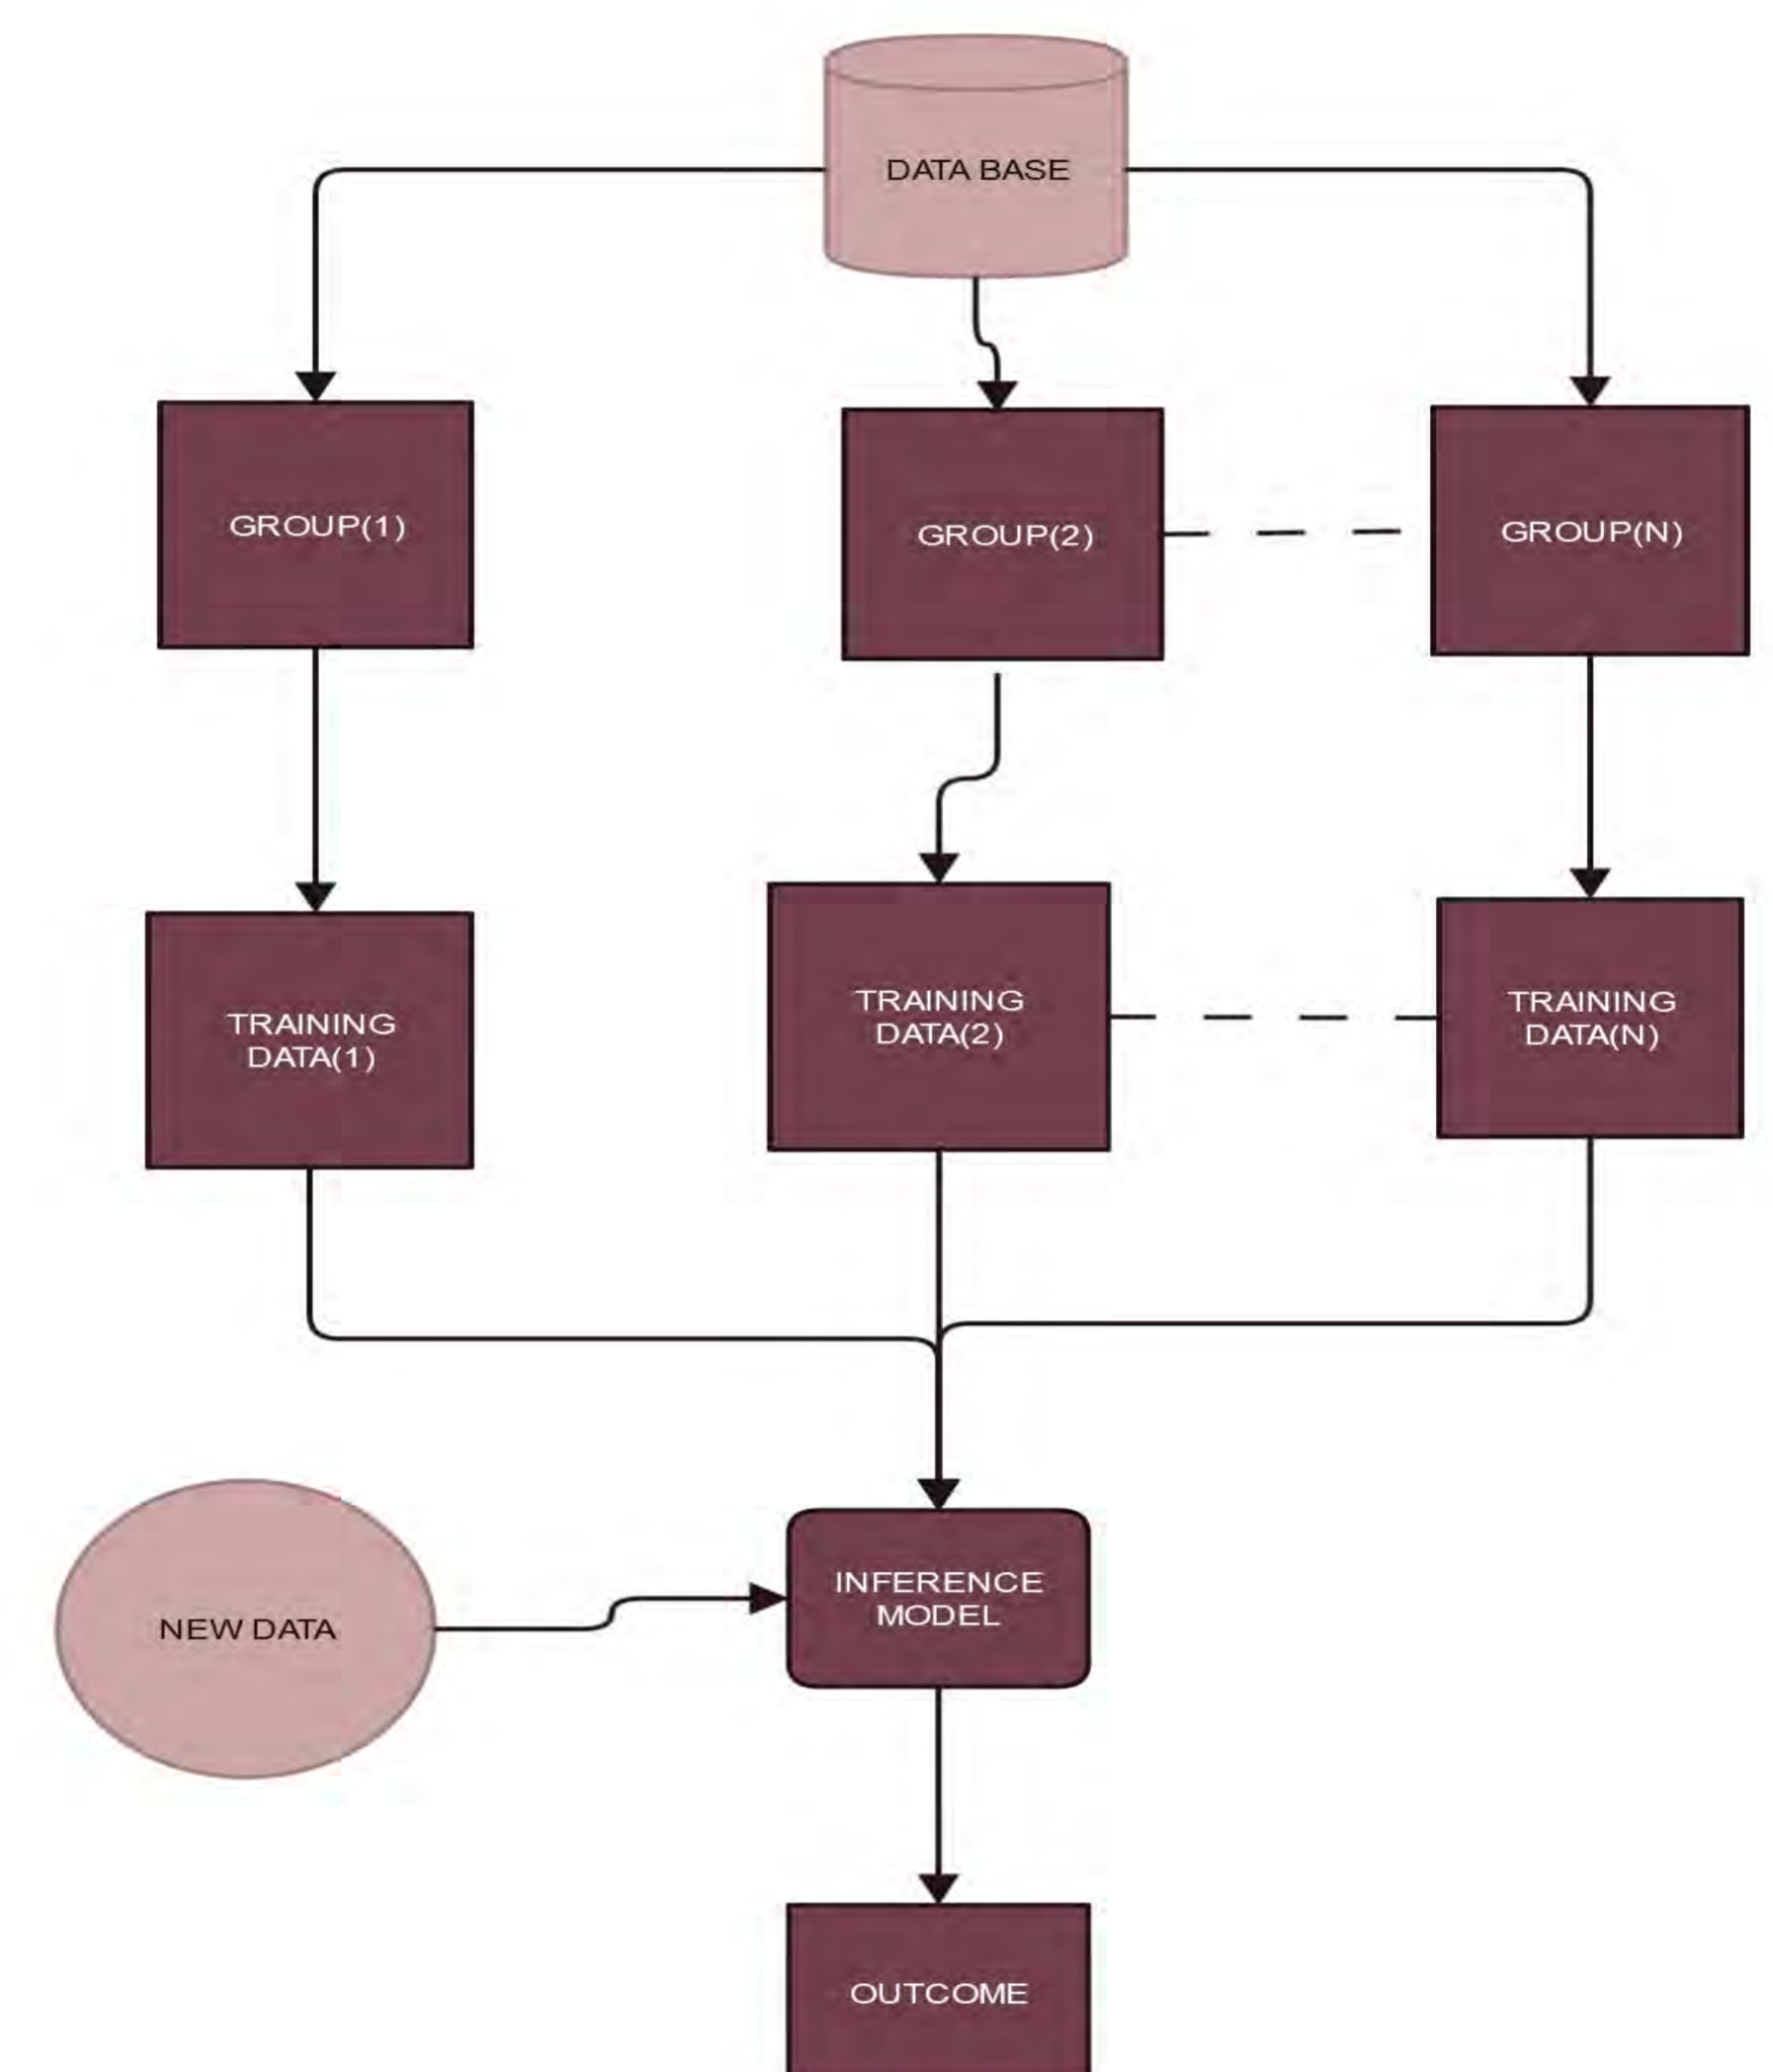 DATA BASE
GROUP(1)
GROUP(2)
GROUP(N)
TRAINING
DATA(1)
TRAINING
DATA(2)
TRAINING
DATA(N)
INFERENCE
MODEL
NEW DATA
OUTCOME